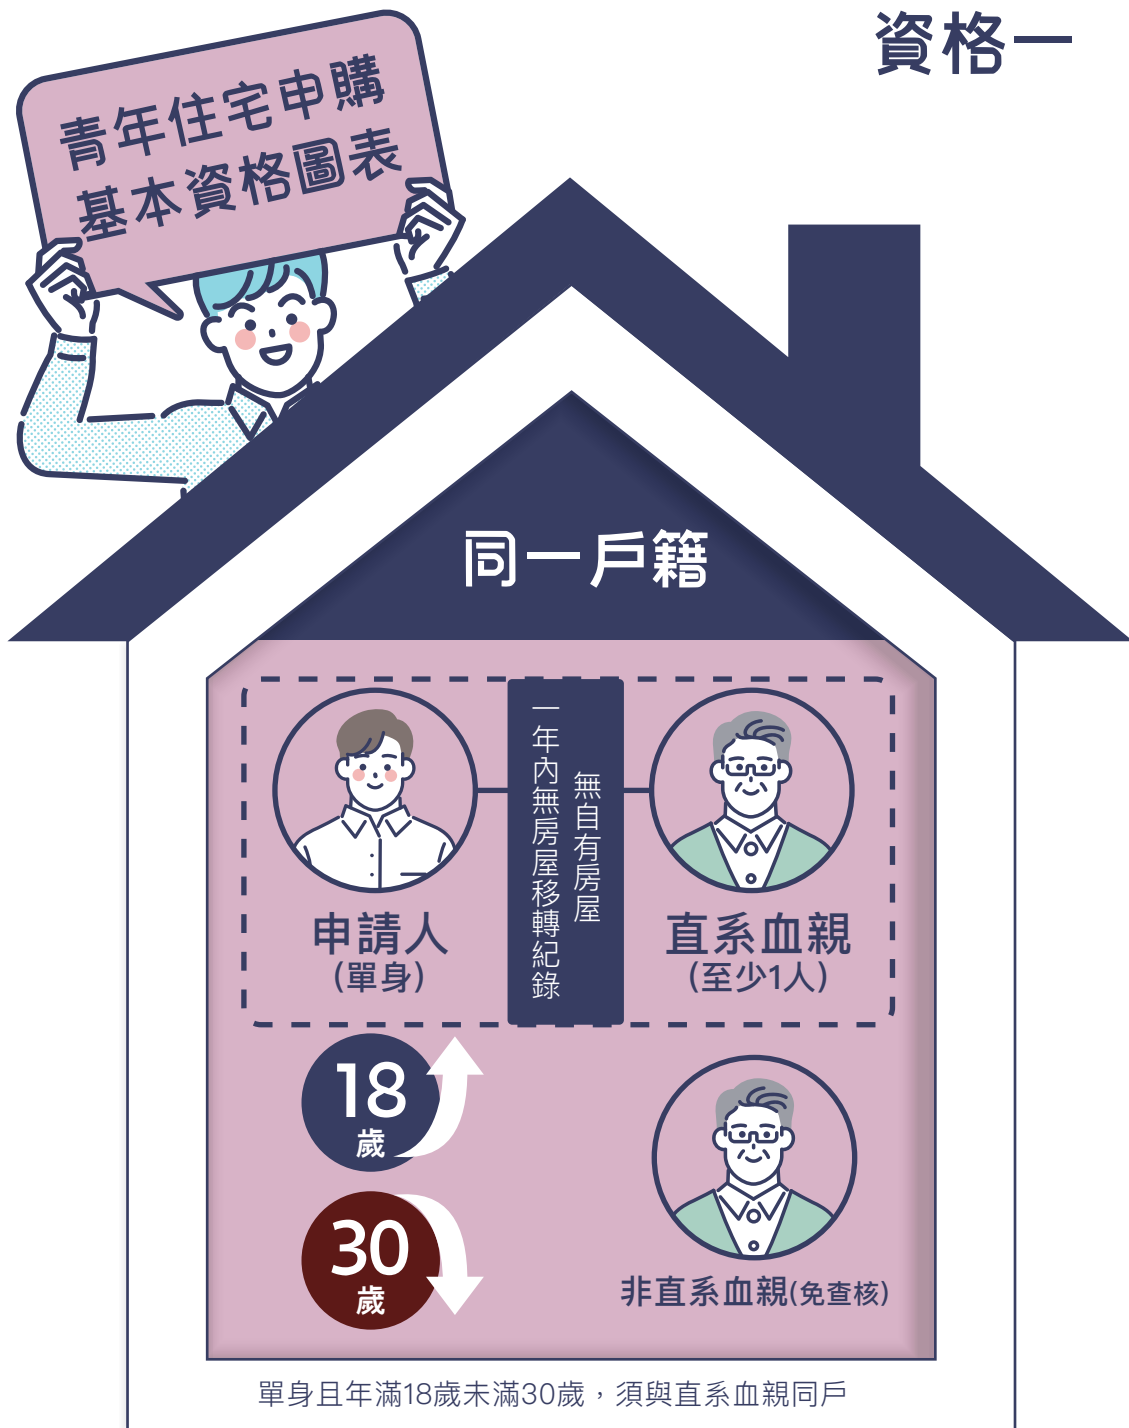 資格一
青年住宅申購
基本資格圖表
同一戶籍
無自有房屋
一年內無房屋移轉紀錄
申請人
(單身)
直系血親
(至少1人)
18
歲
30
歲
非直系血親(免查核)
單身且年滿18歲未滿30歲，須與直系血親同戶